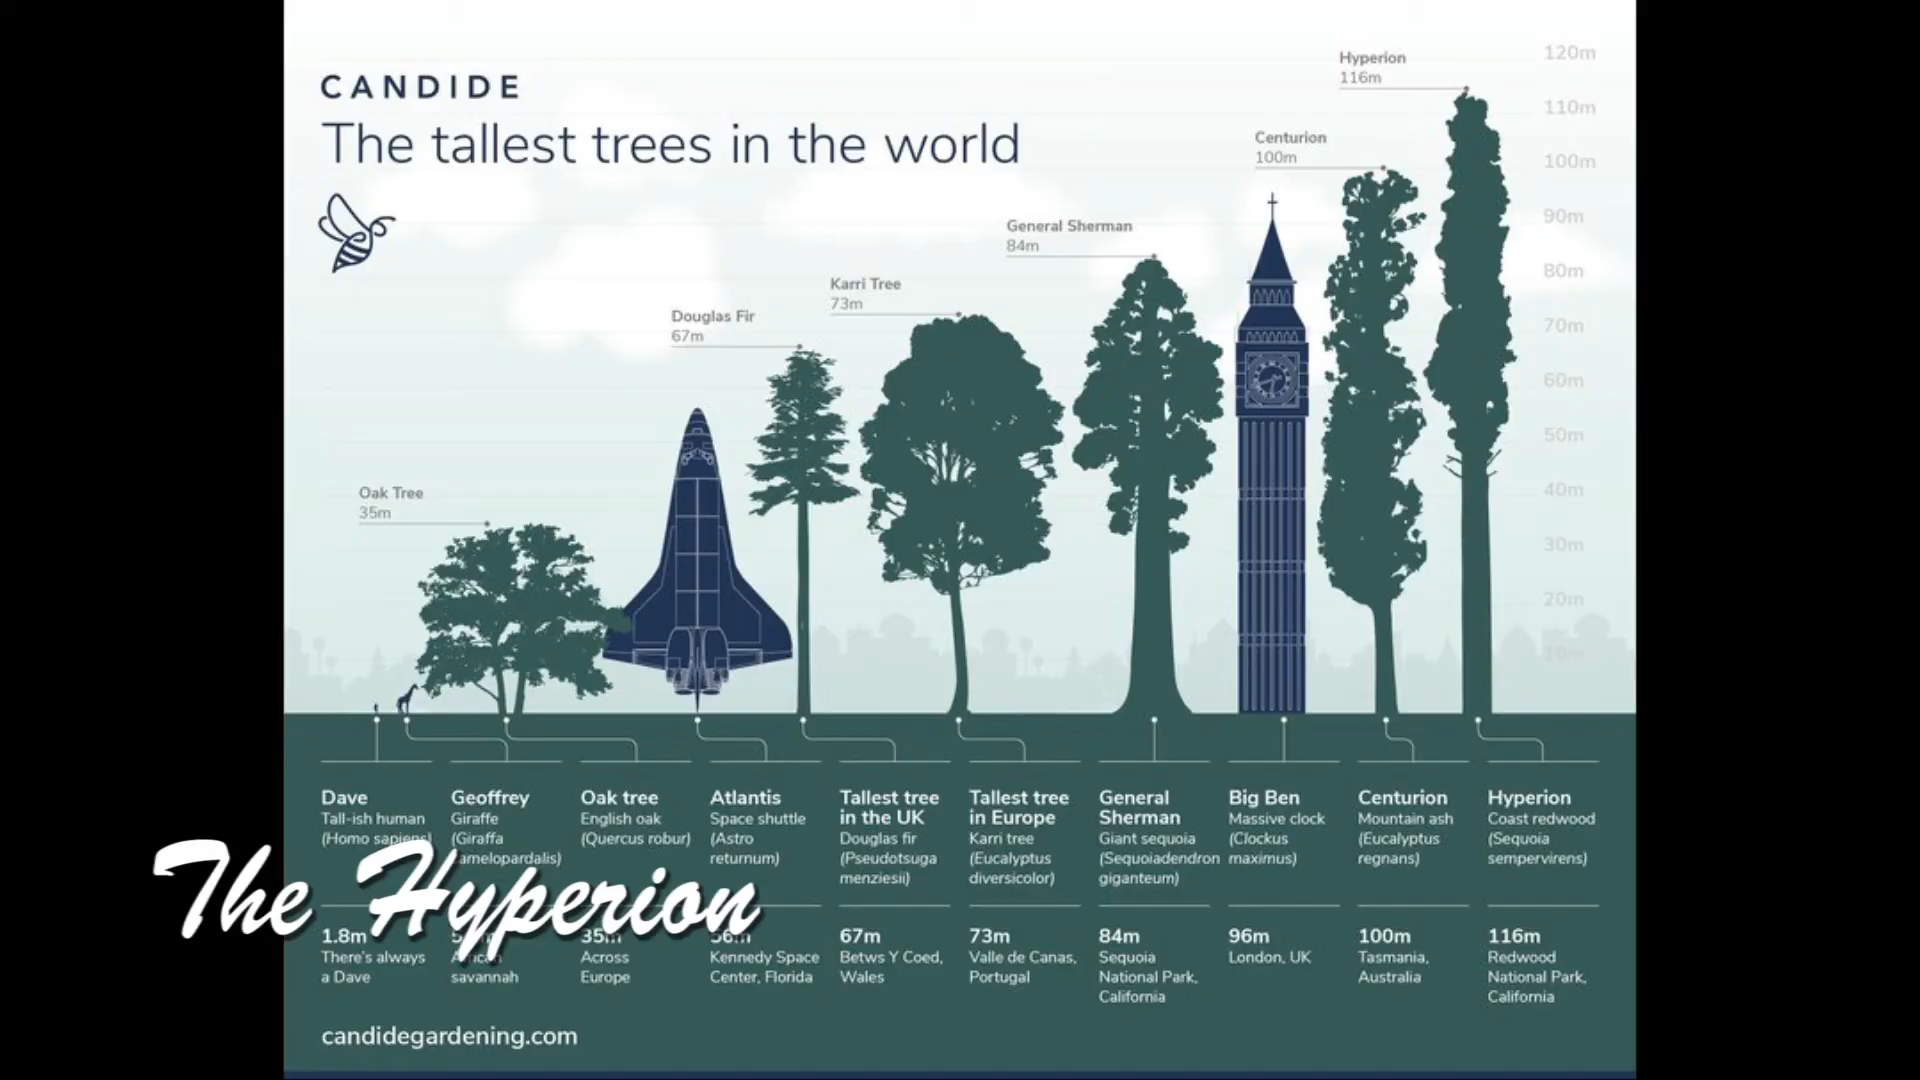 CANDIDE
The tallest trees in the world
Hyperion
116m
Centurion
100m
General Sherman
84m
Karri Tree
73m
Douglas Fir
67m
Oak Tree
35m
120m
110m
100m
90m
80m
70m
60m
50m
40m
30m
20m
10m
Dave
Tall-ish human
(Homo sapiens)
1.8m
There's always
a Dave
Geoffrey
Giraffe
(Giraffa
camelopardalis)
African
savannah
Oak tree
English oak
(Quercus robur)
35m
Across
Europe
Atlantis
Space shuttle
(Astro
returnum)
56m
Kennedy Space
Center, Florida
Tallest tree
in the UK
Douglas fir
(Pseudotsuga
menziesii)
67m
Betws Y Coed,
Wales
Tallest tree
in Europe
Karri tree
(Eucalyptus
diversicolor)
73m
Valle de Canas,
Portugal
General
Sherman
Giant sequoia
(Sequoiadendron
giganteum)
84m
Sequoia
National Park,
California
Big Ben
Massive clock
(Clockus
maximus)
96m
London, UK
Centurion
Mountain ash
(Eucalyptus
regnans)
100m
Tasmania,
Australia
Hyperion
Coast redwood
(Sequoia
sempervirens)
116m
Redwood
National Park,
California
The Hyperion
candidegardening.com